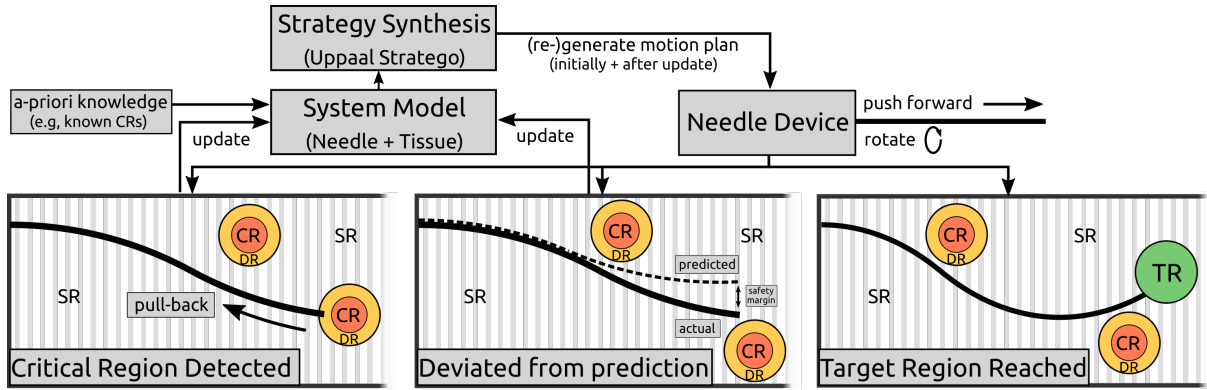 Strategy Synthesis
(Uppaal Stratego)
(re-)generate motion plan
(initially + after update)
a-priori knowledge
(e.g, known CRs)
update
System Model
(Needle + Tissue)
update
Needle Device
push forward
rotate
CR
DR
SR
SR
pull-back
CR
DR
Critical Region Detected
CR
DR
SR
predicted
SR
safety
margin
actual
CR
DR
Deviated from prediction
CR
DR
SR
TR
SR
CR
DR
Target Region Reached